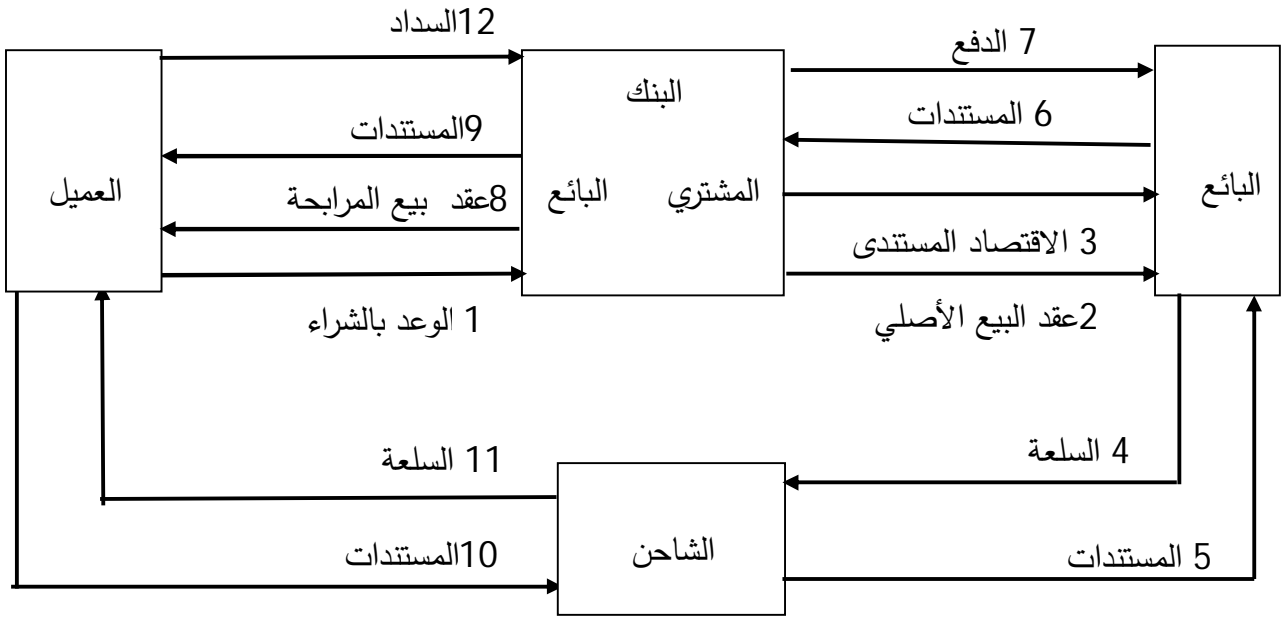 12السداد
7 الدفع
البنك
6 المستندات
9المستندات
البائع
المشتري
البائع
8عقد بيع المرابحة
العميل
3 الاقتصاد المستندى
2عقد البيع الأصلي
1 الوعد بالشراء
4 السلعة
11 السلعة
الشاحن
5 المستندات
10المستندات